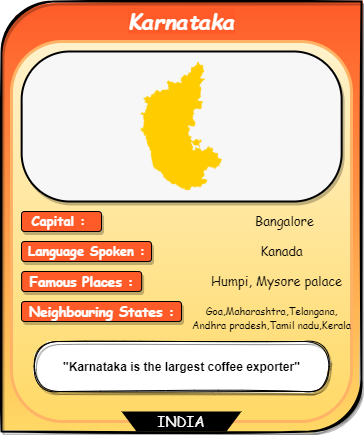 Karnataka
Capital : Bangalore
Language Spoken : Kanada
Famous Places : Humpi, Mysore palace
Neighbouring States : Goa,Maharashtra,Telangana,
Andhra pradesh,Tamil nadu,Kerala
"Karnataka is the largest coffee exporter"
INDIA